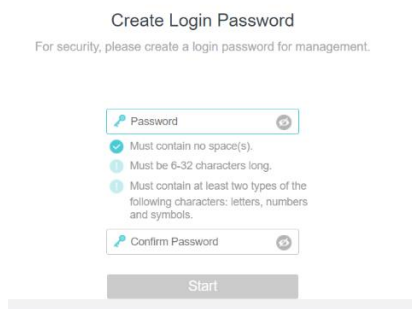 Create Login Password
For security, please create a login password for management.
Password
Must contain no space(s).
Must be 6-32 characters long.
Must contain at least two types of the
following characters: letters, numbers
and symbols.
Confirm Password
Start